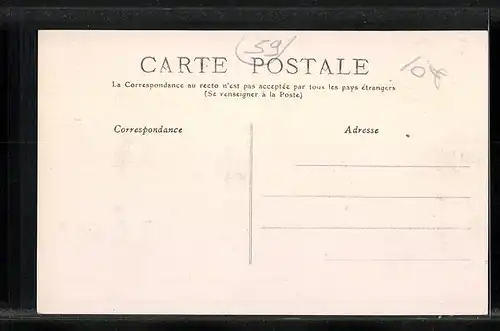 (59)
CARTE POSTALE
La Correspondance au recto n'est pas acceptée par tous les pays étrangers
(Se renseigner à la Poste)
Correspondance
Adresse